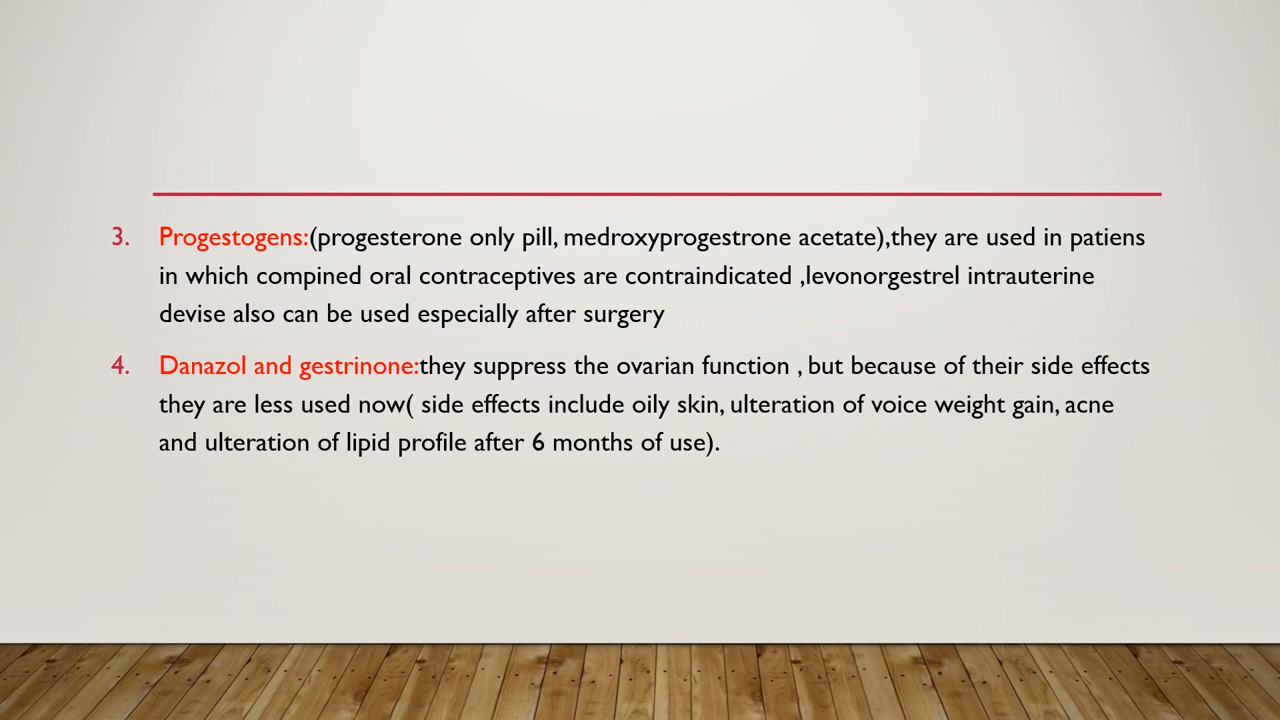 3. Progestogens:(progesterone only pill, medroxyprogestrone acetate),they are used in patiens
in which compined oral contraceptives are contraindicated ,levonorgestrel intrauterine
devise also can be used especially after surgery
4. Danazol and gestrinone:they suppress the ovarian function , but because of their side effects
they are less used now( side effects include oily skin, ulteration of voice weight gain, acne
and ulteration of lipid profile after 6 months of use).